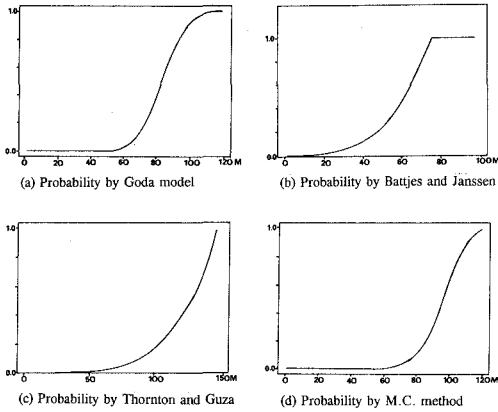 1.0
0.0
0 20 40 60 80 100 120 M
(a) Probability by Goda model
1.0
0.0
0 20 40 60 80 100 M
(b) Probability by Battjes and Janssen
1.0
0.0
0 50 100 150M
(c) Probability by Thornton and Guza
1.0
0.0
0 20 40 60 80 100 120 M
(d) Probability by M.C. method